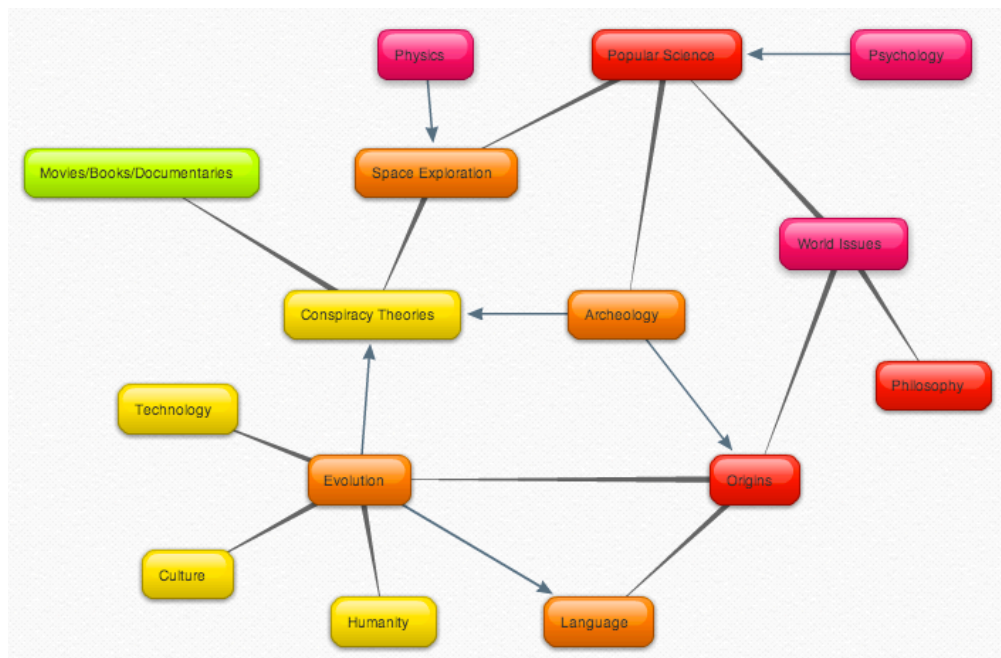 Physics
Popular Science
Psychology
Movies/Books/Documentaries
Space Exploration
World Issues
Conspiracy Theories
Archeology
Philosophy
Technology
Evolution
Origins
Culture
Humanity
Language